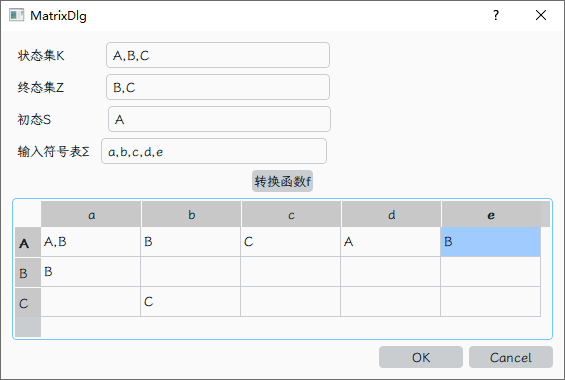 MatrixDlg ?
状态集K A,B,C
终态集Z B,C
初态S A
输入符号表Σ a,b,c,d,e
转换函数f
a b c d e
A A,B B C A B
B B
C C
OK Cancel